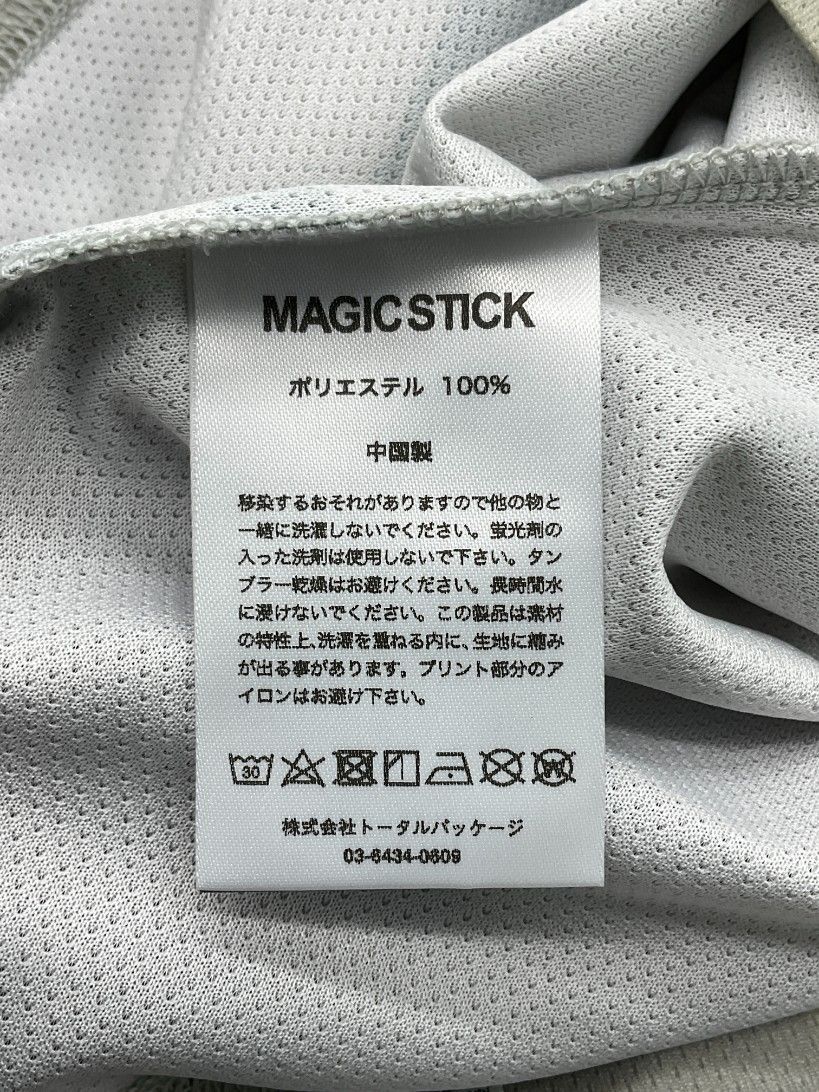 MAGIC STICK
ポリエステル 100%
中国製
移染するおそれがありますので他の物と
一緒に洗濯しないでください。蛍光剤の
入った洗剤は使用しないで下さい。タン
ブラー乾燥はお避けください。長時間水
に浸けないでください。この製品は素材
の特性上、洗濯を重ねる内に、生地に縮み
が出る事があります。プリント部分のア
イロンはお避け下さい。
30
W
株式会社トータルパッケージ
03-6434-0609